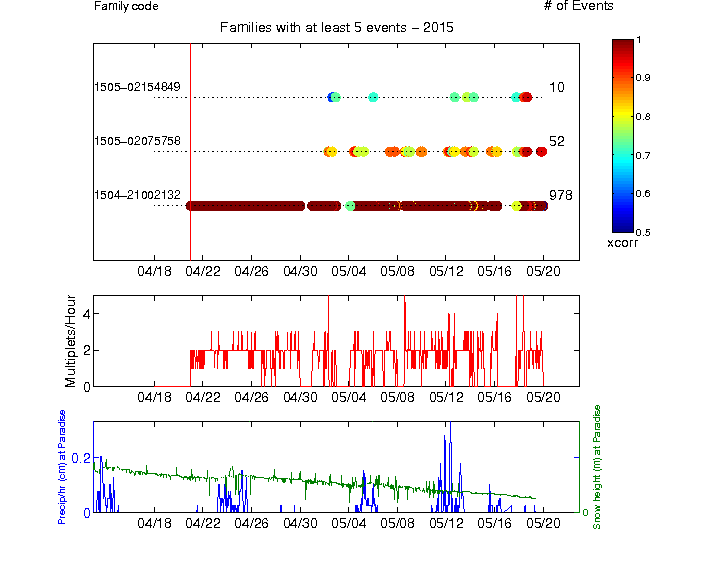 Family code
# of Events
Families with at least 5 events − 2015
1505−02154849
10
1505−02075758
52
1504−21002132
978
04/18 04/22 04/26 04/30 05/04 05/08 05/12 05/16 05/20
1
0.9
0.8
0.7
0.6
0.5
xcorr
Multiplets/Hour
4
2
0
04/18 04/22 04/26 04/30 05/04 05/08 05/12 05/16 05/20
Precip/hr (cm) at Paradise
0.2
0
0
Snow height (m) at Paradise
04/18 04/22 04/26 04/30 05/04 05/08 05/12 05/16 05/20